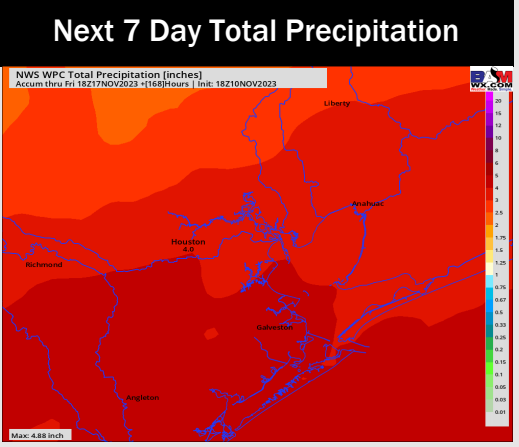 Next 7 Day Total Precipitation
NWS WPC Total Precipitation [inches]
Accum thru Fri 18Z17NOV2023 +[168]Hours | Init: 18Z10NOV2023
BAM
WX.COM
Liberty
Anahuac
Houston
4.0
Richmond
Galveston
Angleton
20
15
12
10
8
6
5
4
3
2.5
2
1.75
1.5
1.25
1
0.75
0.67
0.5
0.33
0.25
0.2
0.15
0.1
0.05
0.03
0.01
Max: 4.88 inch